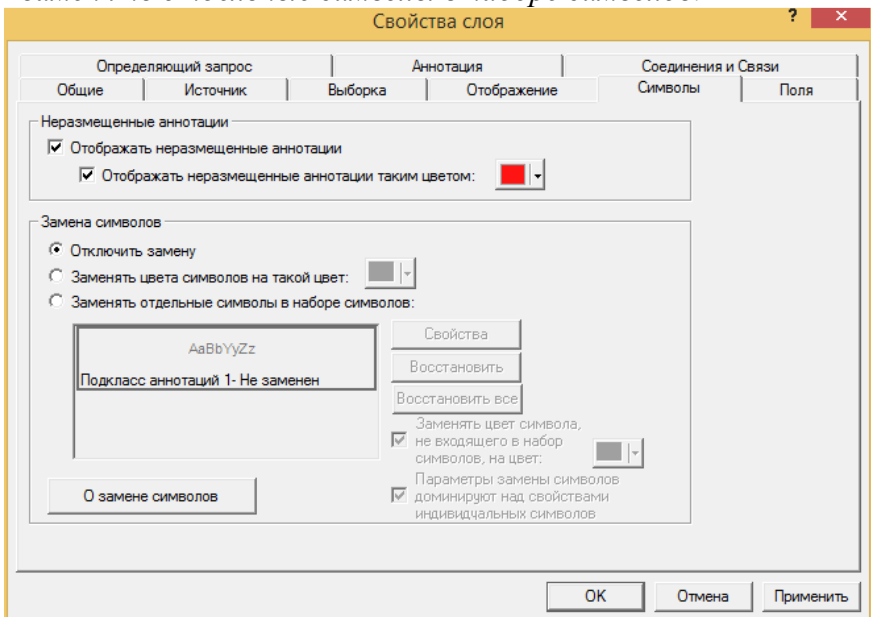 Свойства слоя
?
Определяющий запрос Аннотация Соединения и Связи
Общие Источник Выборка Отображение Символы Поля
Неразмещенные аннотации
Отображать неразмещенные аннотации
Отображать неразмещенные аннотации таким цветом:
Замена символов
Отключить замену
Заменять цвета символов на такой цвет:
Заменять отдельные символы в наборе символов:
AaBbYyZz
Подкласс аннотаций 1- Не заменен
Свойства
Восстановить
Восстановить все
Заменять цвет символа,
не входящего в набор
символов, на цвет:
Параметры замены символов
доминируют над свойствами
индивидуальных символов
О замене символов
OK Отмена Применить